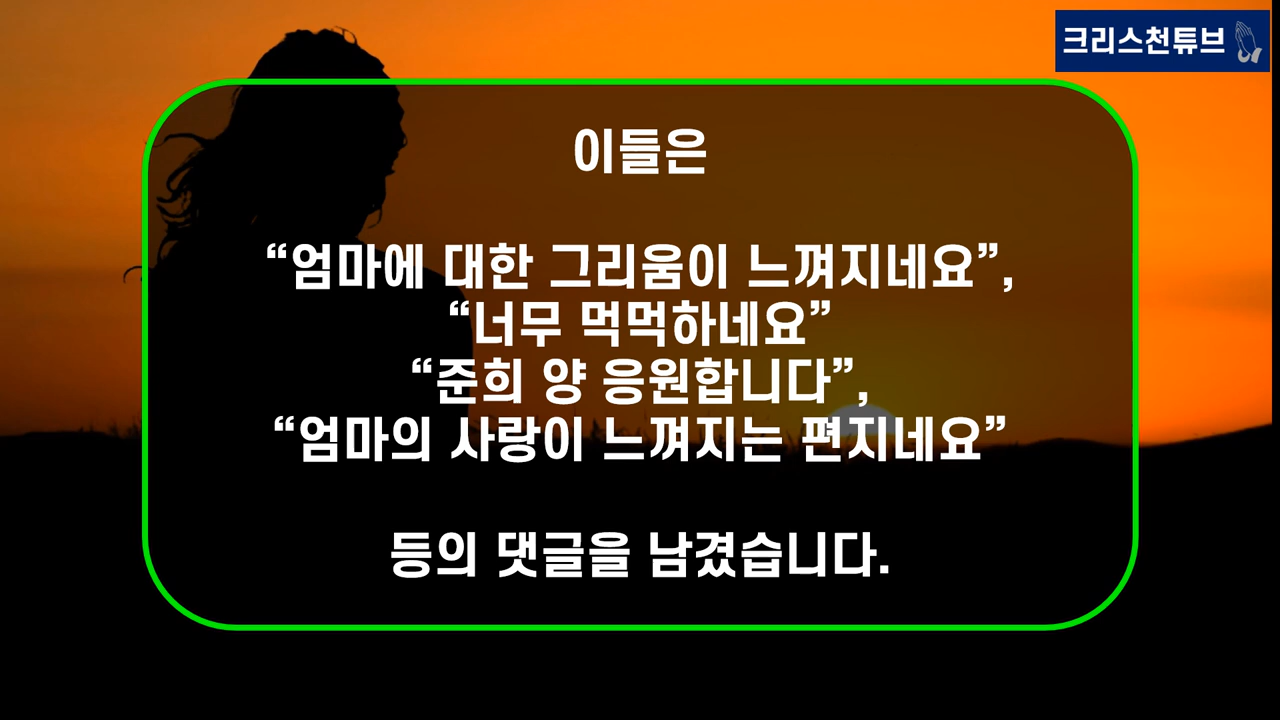 크리스천튜브
이들은
“엄마에 대한 그리움이 느껴지네요”,
“너무 먹먹하네요”
“준희 양 응원합니다”,
“엄마의 사랑이 느껴지는 편지네요”
등의 댓글을 남겼습니다.